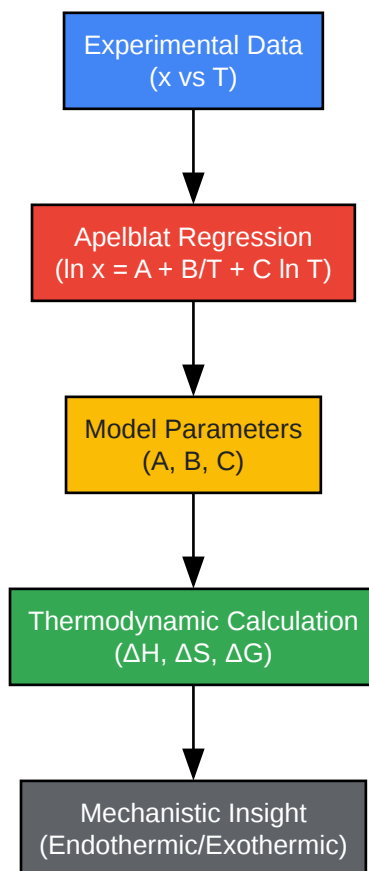 Experimental Data
(x vs T)
Apelblat Regression
(ln x = A + B/T + C ln T)
Model Parameters
(A, B, C)
Thermodynamic Calculation
(ΔH, ΔS, ΔG)
Mechanistic Insight
(Endothermic/Exothermic)